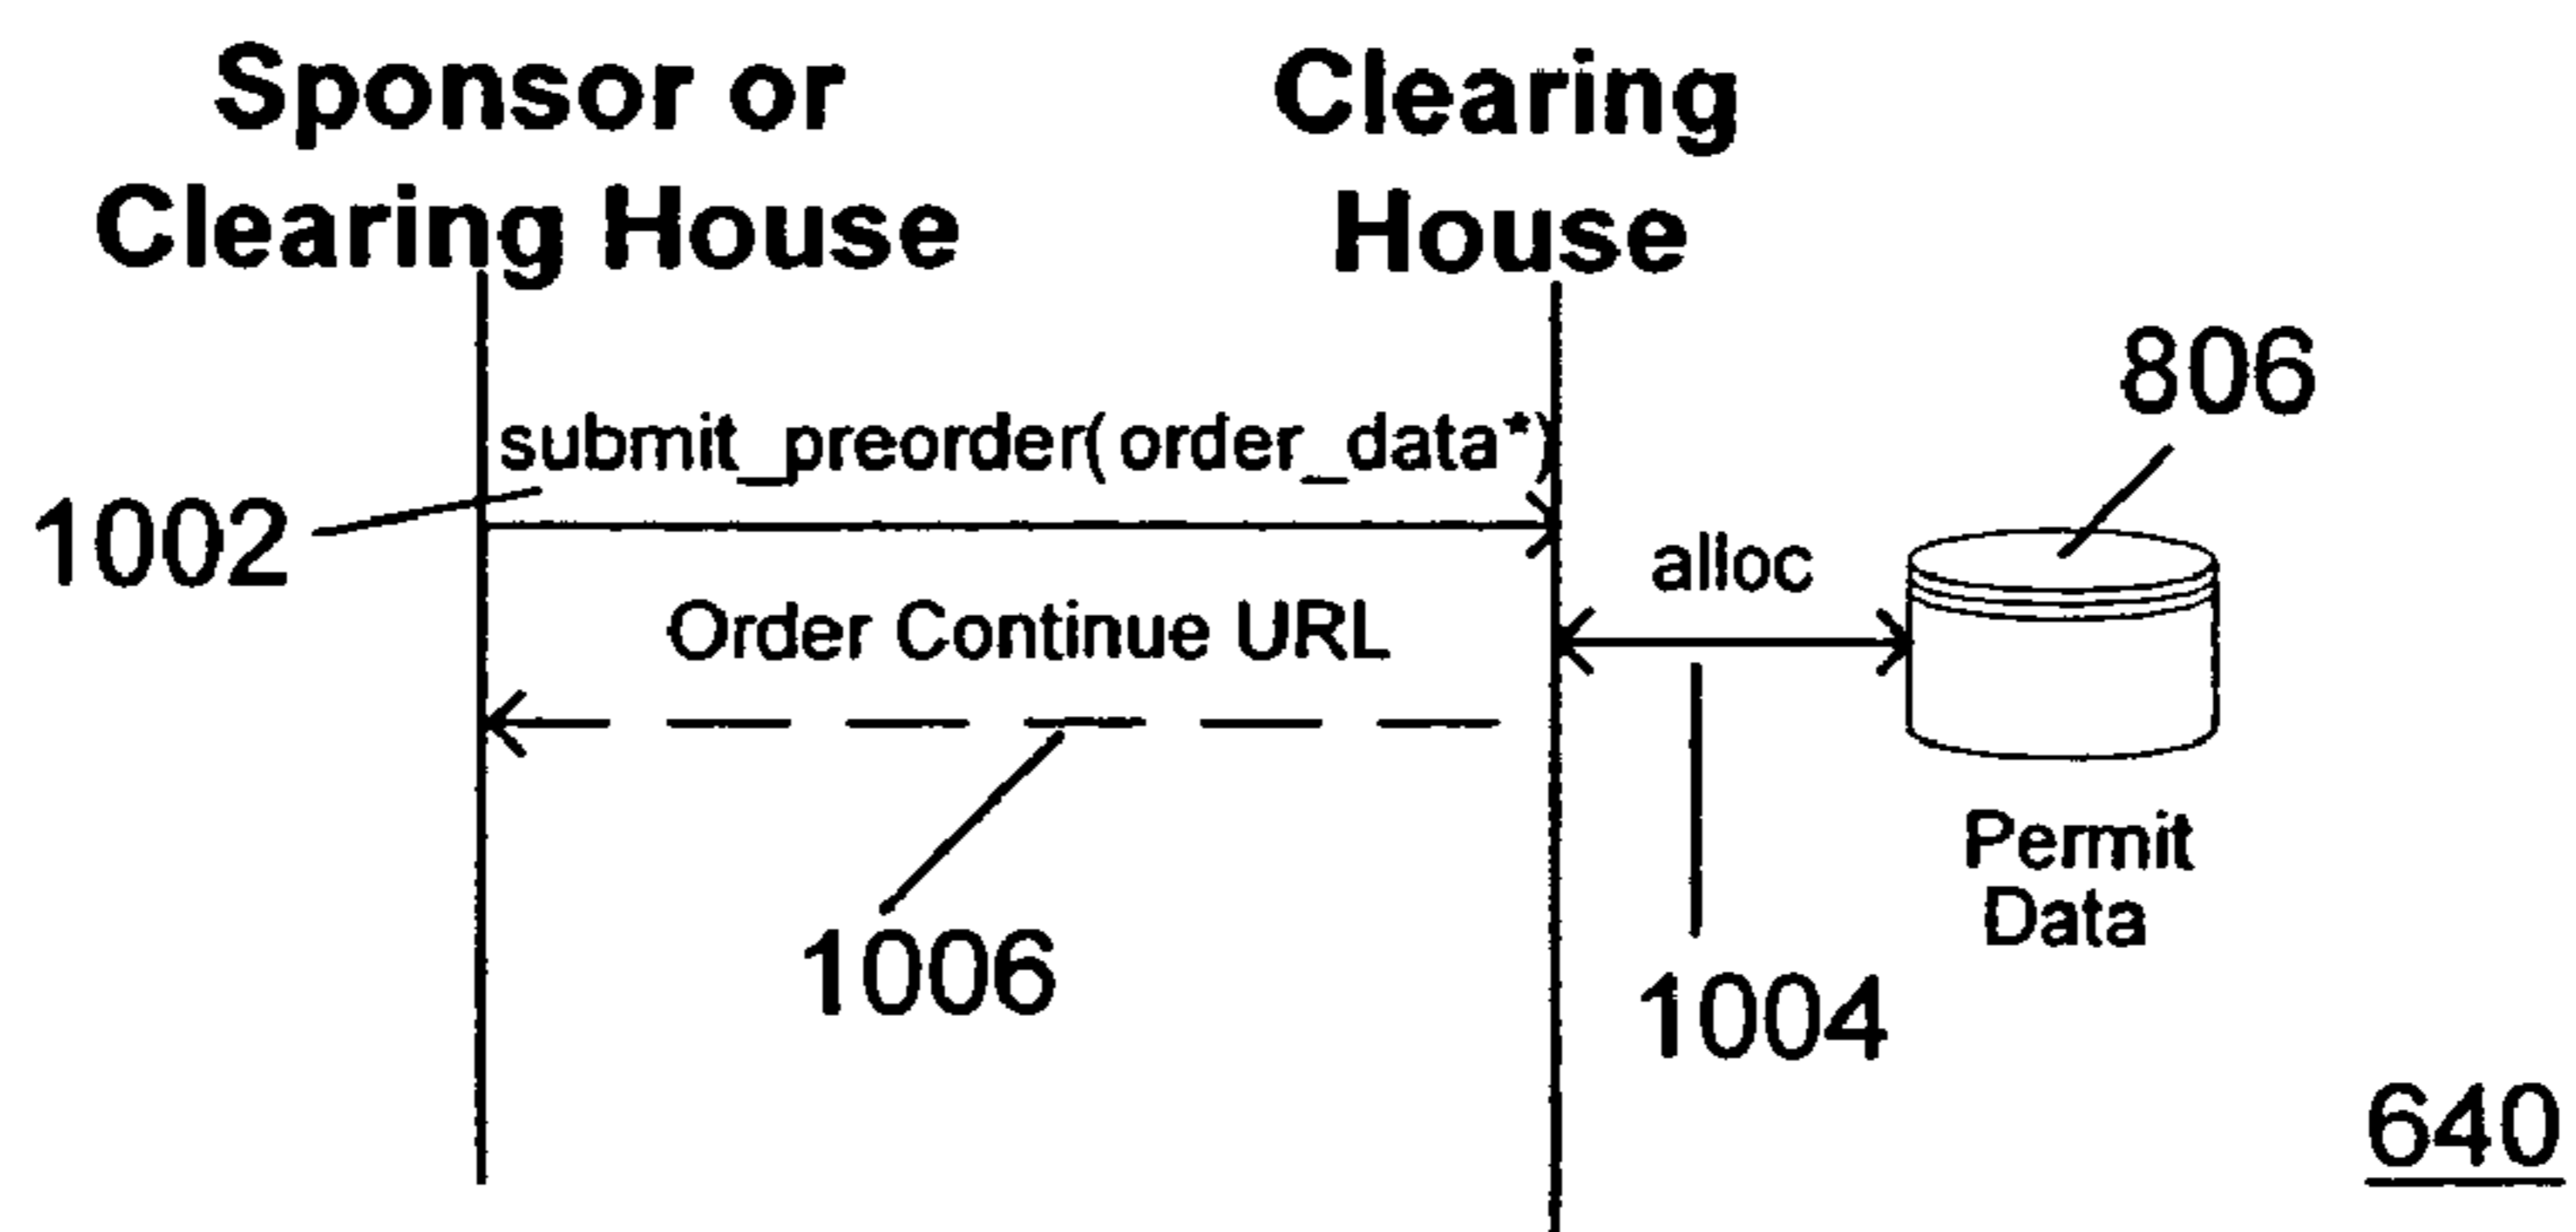 Sponsor or
Clearing House
Clearing
House
806
submit_preorder(order_data*)
1002
alloc
Order Continue URL
Permit
Data
1006
1004
640